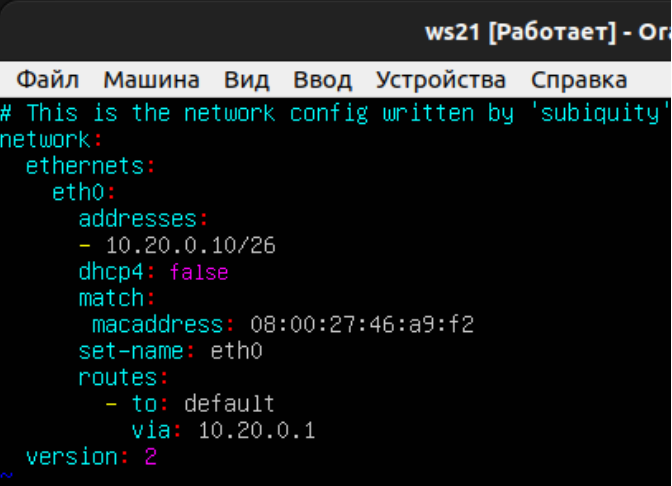 ws21 [Работает] - Ora
Файл Машина Вид Ввод Устройства Справка
# This is the network config written by 'subiquity'
network:
  ethernets:
    eth0:
      addresses:
      - 10.20.0.10/26
      dhcp4: false
      match:
       macaddress: 08:00:27:46:a9:f2
      set-name: eth0
      routes:
        - to: default
          via: 10.20.0.1
  version: 2
~